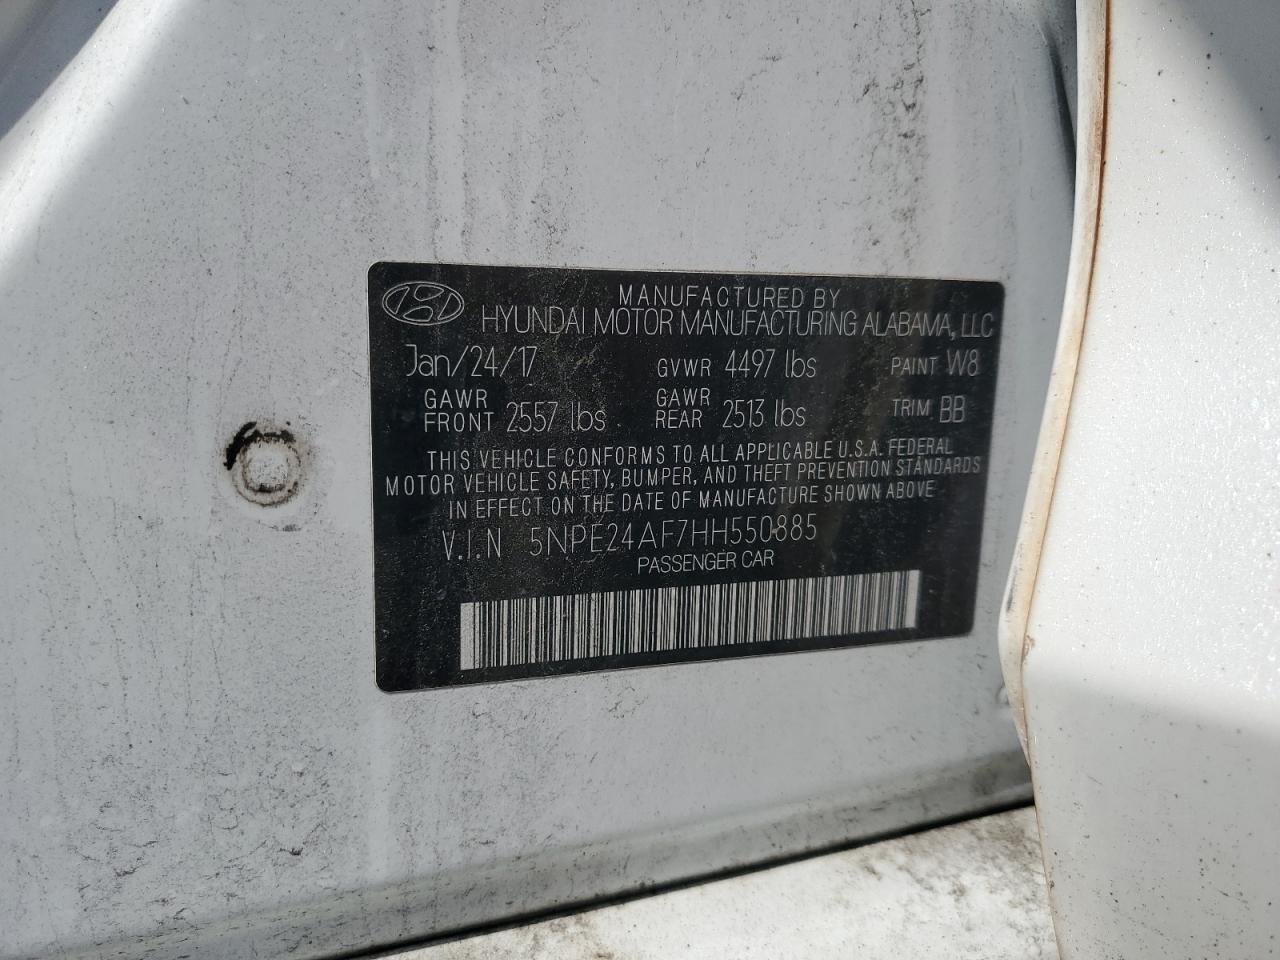 MANUFACTURED BY
HYUNDAI MOTOR MANUFACTURING ALABAMA, LLC
Jan/24/17 GVWR 4497 lbs PAINT W8
GAWR FRONT 2557 lbs GAWR REAR 2513 lbs TRIM BB
THIS VEHICLE CONFORMS TO ALL APPLICABLE U.S.A. FEDERAL
MOTOR VEHICLE SAFETY, BUMPER, AND THEFT PREVENTION STANDARDS
IN EFFECT ON THE DATE OF MANUFACTURE SHOWN ABOVE
V.I.N 5NPE24AF7HH550885
PASSENGER CAR